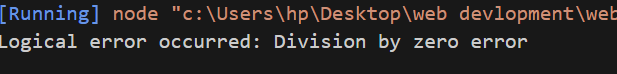 [Running] node "c:\Users\hp\Desktop\web devlopment\web
Logical error occurred: Division by zero error